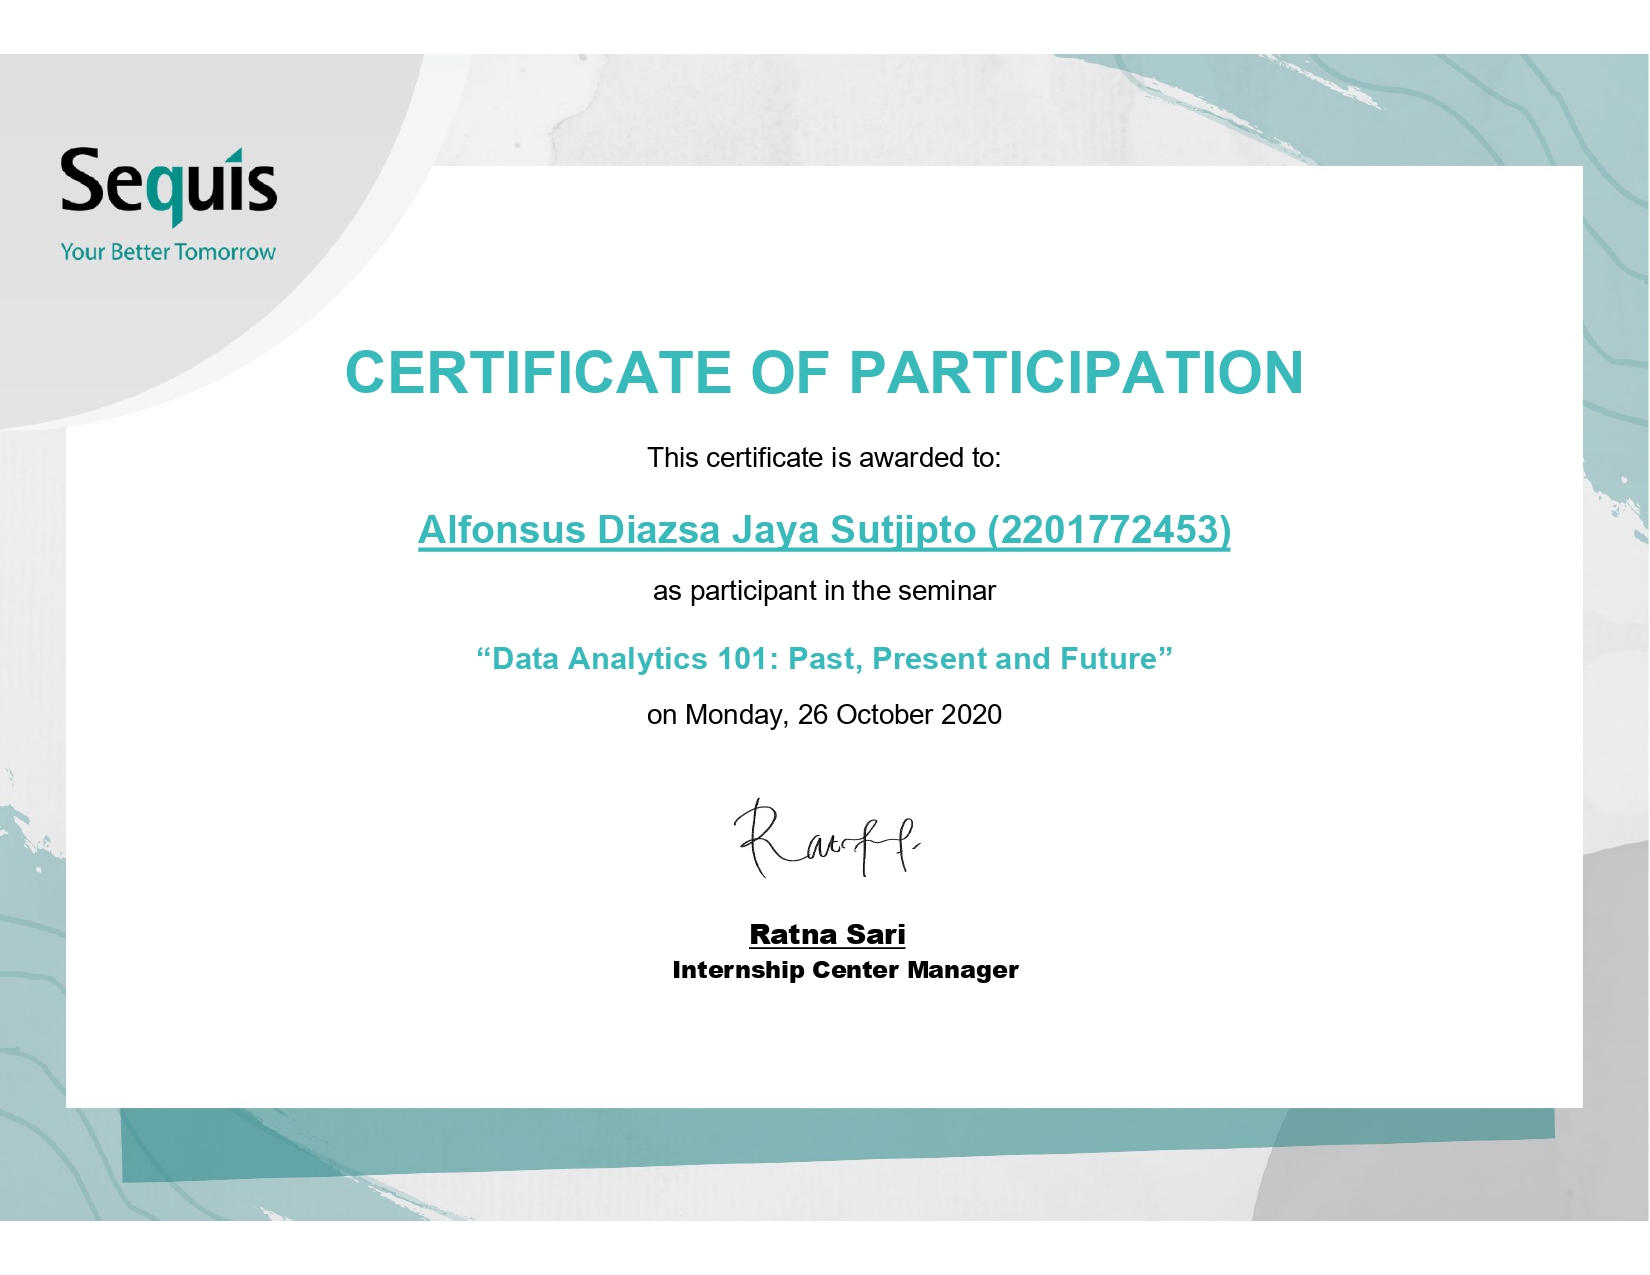 Sequis
Your Better Tomorrow
CERTIFICATE OF PARTICIPATION
This certificate is awarded to:
Alfonsus Diazsa Jaya Sutjipto (2201772453)
as participant in the seminar
“Data Analytics 101: Past, Present and Future”
on Monday, 26 October 2020
Ratna Sari
Internship Center Manager